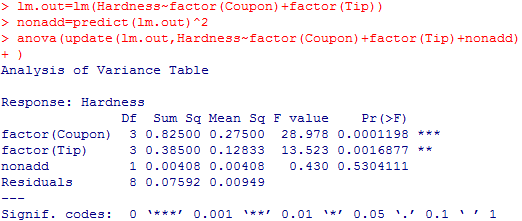 > lm.out=lm(Hardness~factor(Coupon)+factor(Tip))
> nonadd=predict(lm.out)^2
> anova(update(lm.out,Hardness~factor(Coupon)+factor(Tip)+nonadd)
+ )
Analysis of Variance Table
Response: Hardness
Df Sum Sq Mean Sq F value Pr(>F)
factor(Coupon) 3 0.82500 0.27500 28.978 0.0001198 ***
factor(Tip) 3 0.38500 0.12833 13.523 0.0016877 **
nonadd 1 0.00408 0.00408 0.430 0.5304111
Residuals 8 0.07592 0.00949
---
Signif. codes: 0 ‘***’ 0.001 ‘**’ 0.01 ‘*’ 0.05 ‘.’ 0.1 ‘ ’ 1